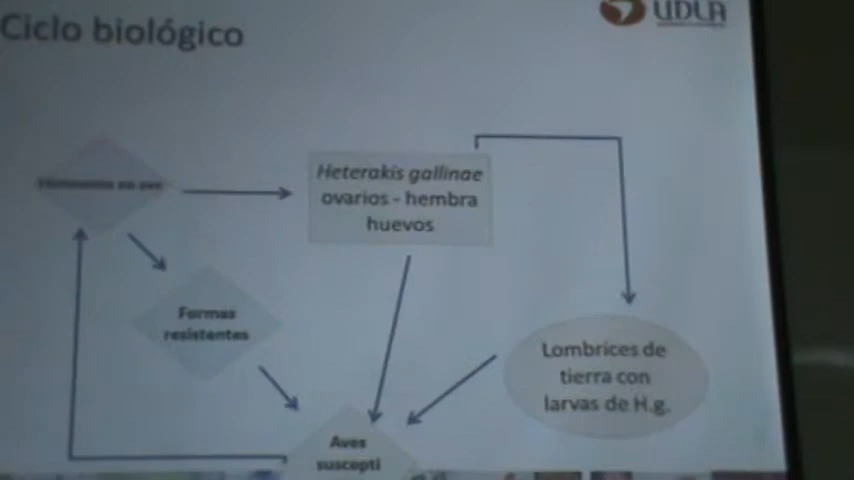 Ciclo biológico
UDLA
Heterakis gallinae
ovarios - hembra
huevos
Formas
resistentes
Lombrices de
tierra con
larvas de H.g.
Aves
suscepti